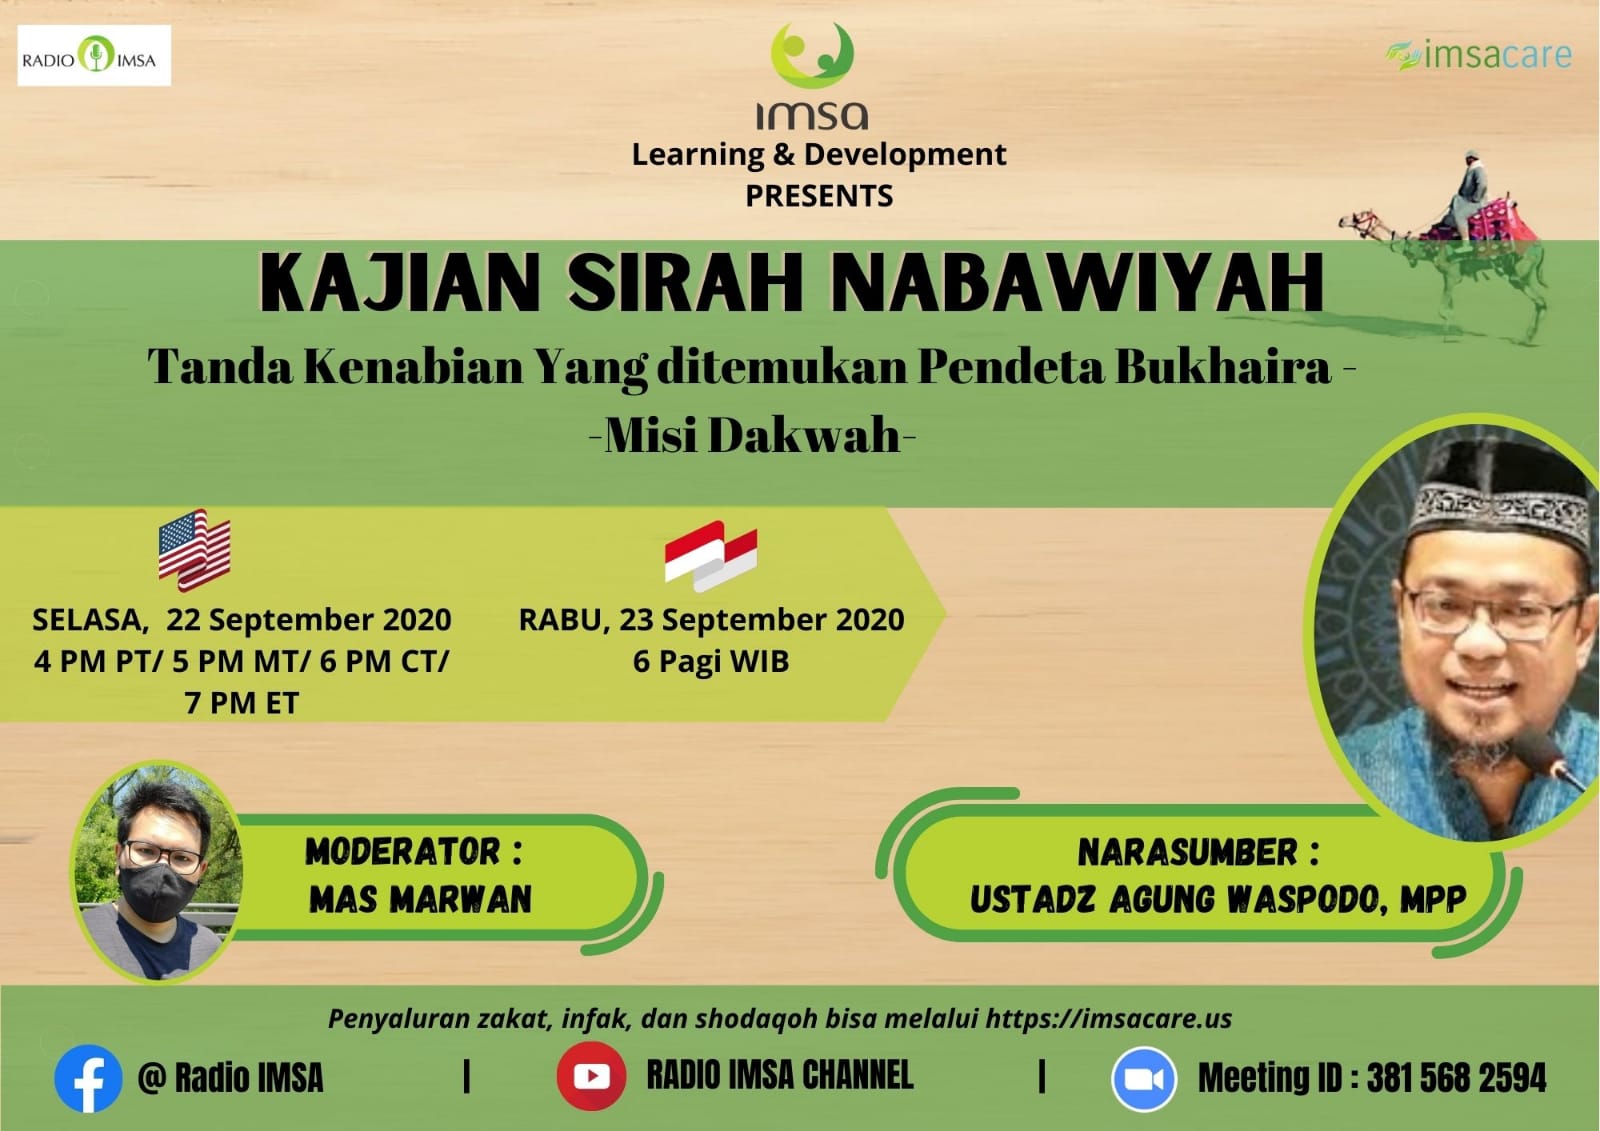 RADIO IMSA
imsa
imsacare
Learning & Development
PRESENTS
KAJIAN SIRAH NABAWIYAH
Tanda Kenabian Yang ditemukan Pendeta Bukhaira -
-Misi Dakwah-
SELASA, 22 September 2020
4 PM PT/ 5 PM MT/ 6 PM CT/
7 PM ET
RABU, 23 September 2020
6 Pagi WIB
MODERATOR :
MAS MARWAN
NARASUMBER :
USTADZ AGUNG WASPODO, MPP
Penyaluran zakat, infak, dan shodaqoh bisa melalui https://imsacare.us
@ Radio IMSA | RADIO IMSA CHANNEL | Meeting ID : 381 568 2594